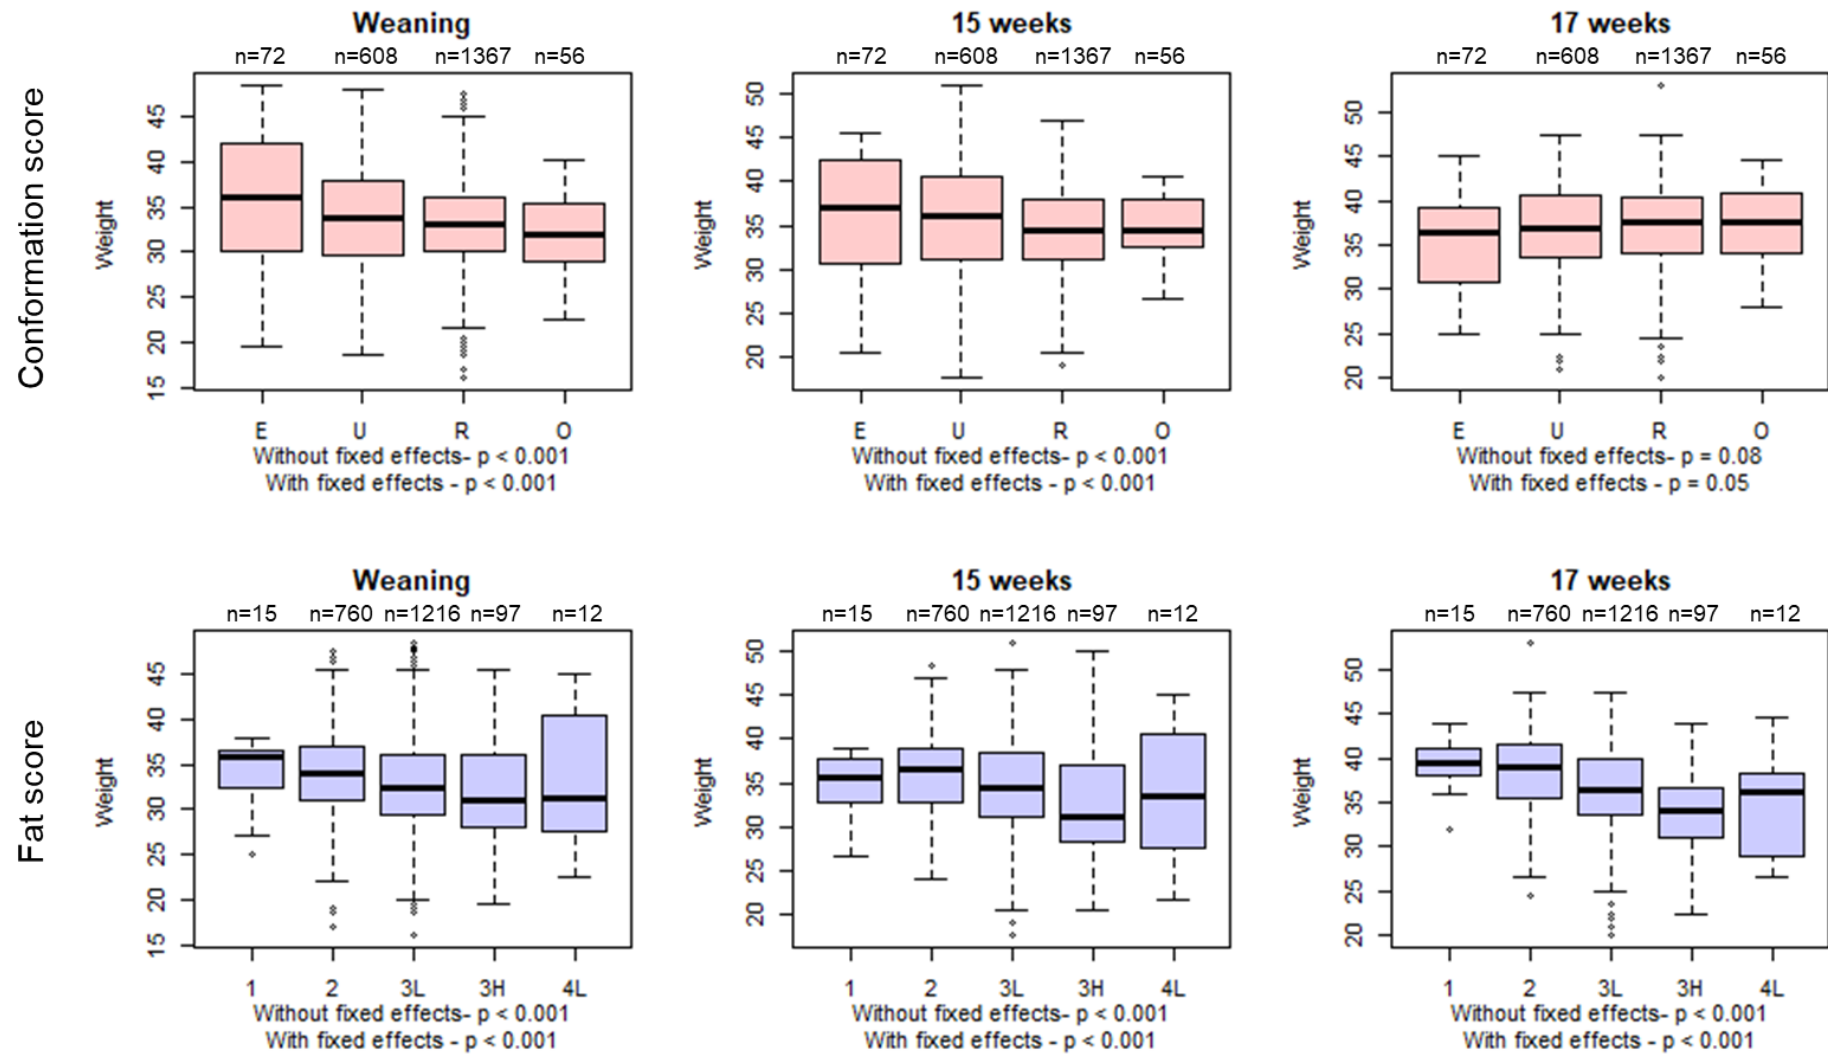 Conformation score
Weaning
n=72 n=608 n=1367 n=56
Weight
45
40
35
30
25
20
15
E U R O
Without fixed effects- p < 0.001
With fixed effects - p < 0.001
15 weeks
n=72 n=608 n=1367 n=56
Weight
50
45
40
35
30
25
20
E U R O
Without fixed effects- p < 0.001
With fixed effects - p < 0.001
17 weeks
n=72 n=608 n=1367 n=56
Weight
50
45
40
35
30
25
20
E U R O
Without fixed effects- p = 0.08
With fixed effects - p = 0.05
Fat score
Weaning
n=15 n=760 n=1216 n=97 n=12
Weight
45
40
35
30
25
20
15
1 2 3L 3H 4L
Without fixed effects- p < 0.001
With fixed effects - p < 0.001
15 weeks
n=15 n=760 n=1216 n=97 n=12
Weight
50
45
40
35
30
25
20
1 2 3L 3H 4L
Without fixed effects- p < 0.001
With fixed effects - p < 0.001
17 weeks
n=15 n=760 n=1216 n=97 n=12
Weight
50
45
40
35
30
25
20
1 2 3L 3H 4L
Without fixed effects- p < 0.001
With fixed effects - p < 0.001